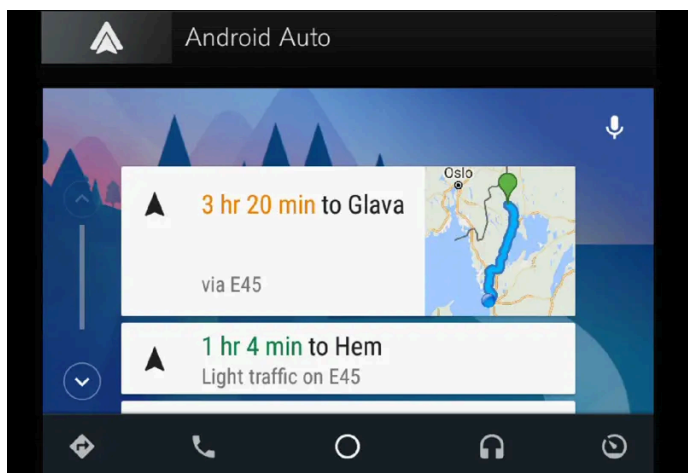 Android Auto
3 hr 20 min to Glava
via E45
Oslo
1 hr 4 min to Hem
Light traffic on E45